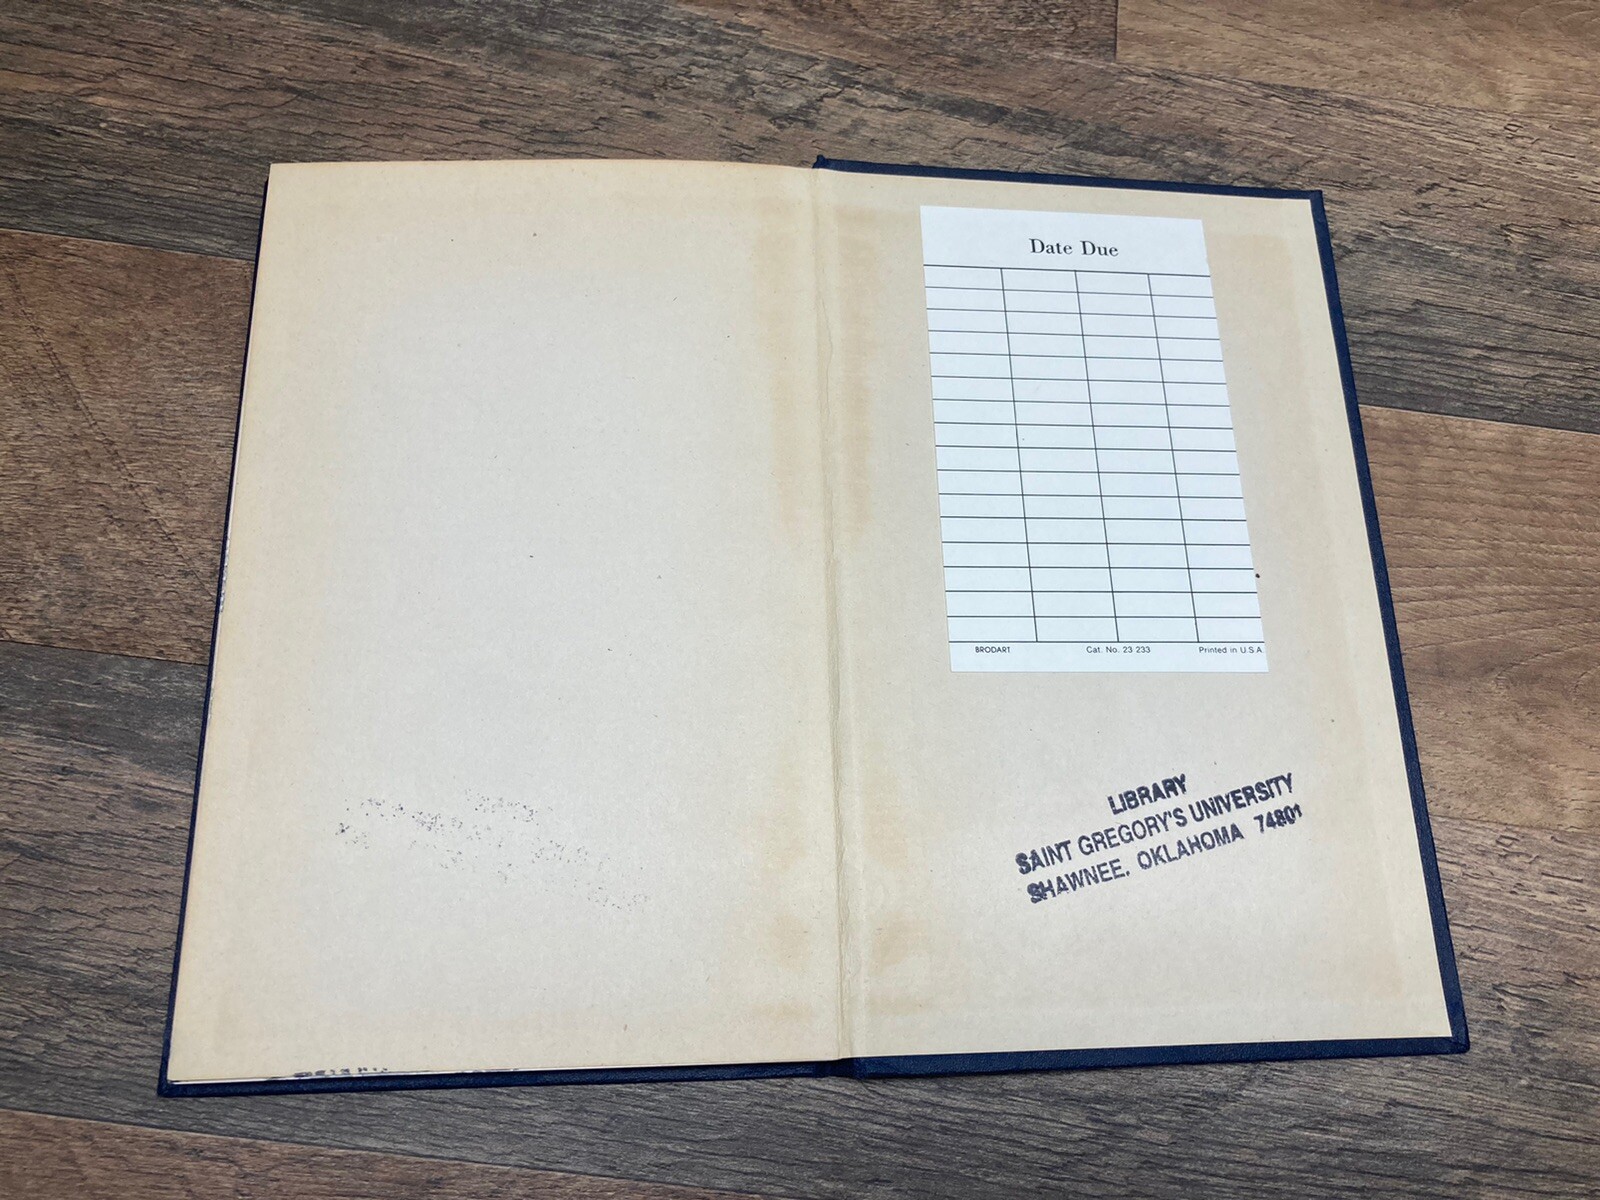 Date Due
BRODART Cat. No. 23 233 Printed in U.S.A.
LIBRARY
SAINT GREGORY'S UNIVERSITY
SHAWNEE, OKLAHOMA 74801